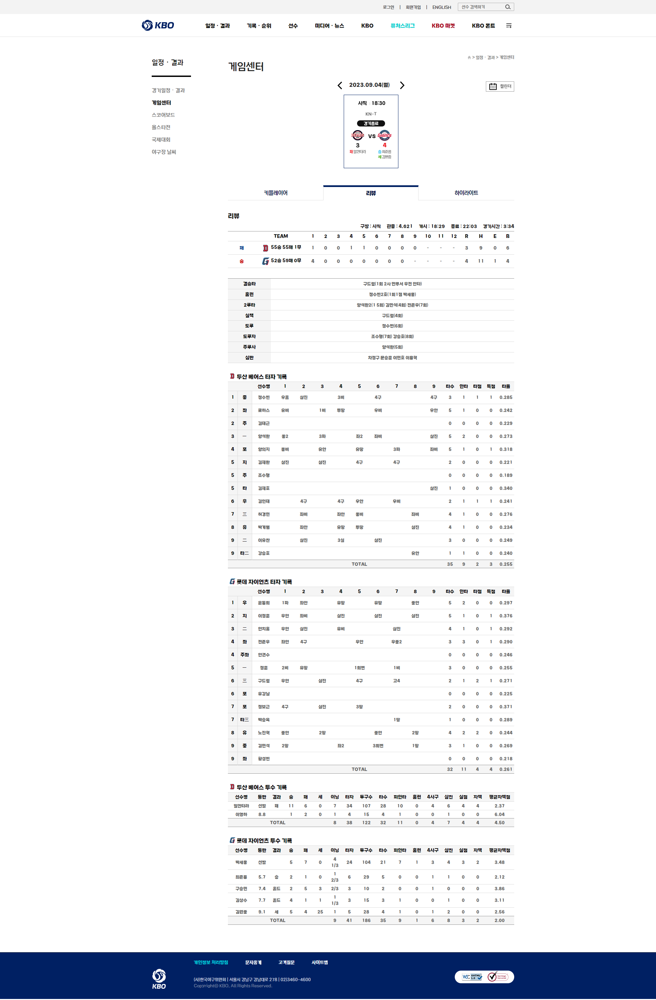 로그인 | 회원가입 | ENGLISH 선수 검색하기
KBO 일정 · 결과 기록 · 순위 선수 미디어 · 뉴스 KBO 퓨처스리그 KBO 마켓 KBO 폰트
일정 · 결과
경기일정 · 결과
게임센터
스코어보드
올스타전
국제대회
야구장 날씨
> 일정 · 결과 > 게임센터
게임센터
2023.09.04(월)
캘린더
사직 18:30
KN-T
경기종료
BEARS VS Giants
3 4
패 알칸타라 승 최준용
세 김원중
키플레이어 리뷰 하이라이트
리뷰
구장 : 사직 관중 : 4,621 개시 : 18:29 종료 : 22:03 경기시간 : 3:34
TEAM 1 2 3 4 5 6 7 8 9 10 11 12 R H E B
패 55승 55패 1무 1 0 0 1 1 0 0 0 0 - - - 3 9 0 6
승 52승 59패 0무 4 0 0 0 0 0 0 0 - - - - 4 11 1 4
결승타 구드럼(1회 2사 만루서 우전 안타)
홈런 정수빈2호(1회1점 박세웅)
2루타 양석환2(1 5회) 김민석(4회) 전준우(7회)
실책 구드럼(4회)
도루 정수빈(6회)
도루자 조수행(7회) 강승호(8회)
주루사 양석환(5회)
심판 차정구 문승훈 이민호 이용혁
두산 베어스 타자 기록
선수명 1 2 3 4 5 6 7 8 9 타수 안타 타점 득점 타율
1 중 정수빈 우홈 삼진 3비 4구 4구 3 1 1 1 0.285
2 좌 로하스 유비 1비 투땅 우비 우안 5 1 0 0 0.242
2 주 김태근 0 0 0 0 0.229
3 一 양석환 중2 3파 좌2 좌비 삼진 5 2 0 0 0.273
4 포 양의지 중비 유안 유땅 3파 좌비 5 1 0 1 0.318
5 지 김재환 삼진 삼진 4구 4구 2 0 0 0 0.221
5 주 조수행 0 0 0 0 0.189
5 타 김재호 삼진 1 0 0 0 0.340
6 우 김인태 4구 4구 우안 우비 2 1 1 1 0.241
7 三 허경민 좌비 좌안 중비 좌비 4 1 0 0 0.276
8 유 박계범 좌안 유땅 투땅 삼진 4 1 0 0 0.234
9 二 이유찬 삼진 3실 삼진 3 0 0 0 0.249
9 타二 강승호 유안 1 1 0 0 0.240
TOTAL 35 9 2 3 0.255
롯데 자이언츠 타자 기록
선수명 1 2 3 4 5 6 7 8 9 타수 안타 타점 득점 타율
1 우 윤동희 1파 좌안 유땅 유땅 중안 5 2 0 0 0.297
2 지 이정훈 우안 좌비 삼진 삼진 삼진 5 1 0 1 0.376
3 二 안치홍 우안 삼진 유비 삼진 4 1 0 1 0.292
4 좌 전준우 좌안 4구 우안 우중2 3 3 0 1 0.290
4 주좌 안권수 0 0 0 0 0.246
5 一 정훈 2비 유땅 1희번 1비 3 0 0 0 0.255
6 三 구드럼 우안 삼진 4구 고4 2 1 2 1 0.271
6 포 유강남 0 0 0 0 0.225
7 포 정보근 4구 삼진 3땅 2 0 0 0 0.371
7 타三 박승욱 1땅 1 0 0 0 0.289
8 유 노진혁 중안 2땅 중안 2땅 4 2 2 0 0.244
9 중 김민석 2땅 좌2 3희번 1땅 3 1 0 0 0.269
9 좌 황성빈 0 0 0 0 0.218
TOTAL 32 11 4 4 0.261
두산 베어스 투수 기록
선수명 등판 결과 승 패 세 이닝 타자 투구수 타수 피안타 홈런 4사구 삼진 실점 자책 평균자책점
알칸타라 선발 패 11 6 0 7 34 107 28 10 0 4 6 4 4 2.37
이영하 8.8 1 2 0 1 4 15 4 1 0 0 1 0 0 6.04
TOTAL 8 38 122 32 11 0 4 7 4 4 4.50
롯데 자이언츠 투수 기록
선수명 등판 결과 승 패 세 이닝 타자 투구수 타수 피안타 홈런 4사구 삼진 실점 자책 평균자책점
박세웅 선발 5 7 0 4 1/3 24 104 21 7 1 3 4 3 2 3.48
최준용 5.7 승 2 1 0 1 2/3 6 29 5 0 0 1 1 0 0 2.12
구승민 7.4 홀드 2 5 3 2/3 3 10 2 0 0 1 0 0 0 3.86
김상수 7.7 홀드 4 1 1 1 1/3 3 15 3 1 0 0 1 0 0 3.11
김원중 9.1 세 5 4 25 1 5 28 4 1 0 1 2 0 0 2.56
TOTAL 9 41 186 35 9 1 6 8 3 2 2.00
개인정보 처리방침 문자중계 고객질문 사이트맵
KBO
(사)한국야구위원회 | 서울시 강남구 강남대로 278 | 02)3460-4600
Copyright© KBO, All Rights Reserved.
W3C XHTML 1.0 VeriSign Secured